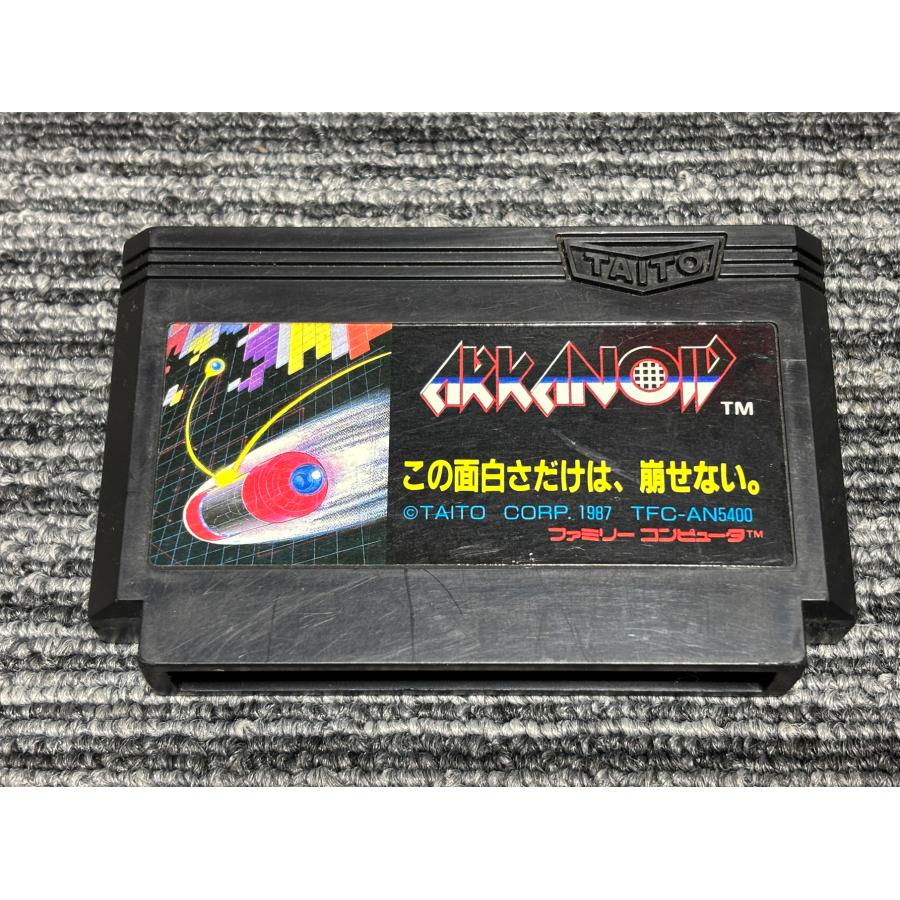 TAITO
ARKANOID TM
この面白さだけは、崩せない。
©TAITO CORP. 1987 TFC-AN5400
ファミリー コンピュータ™